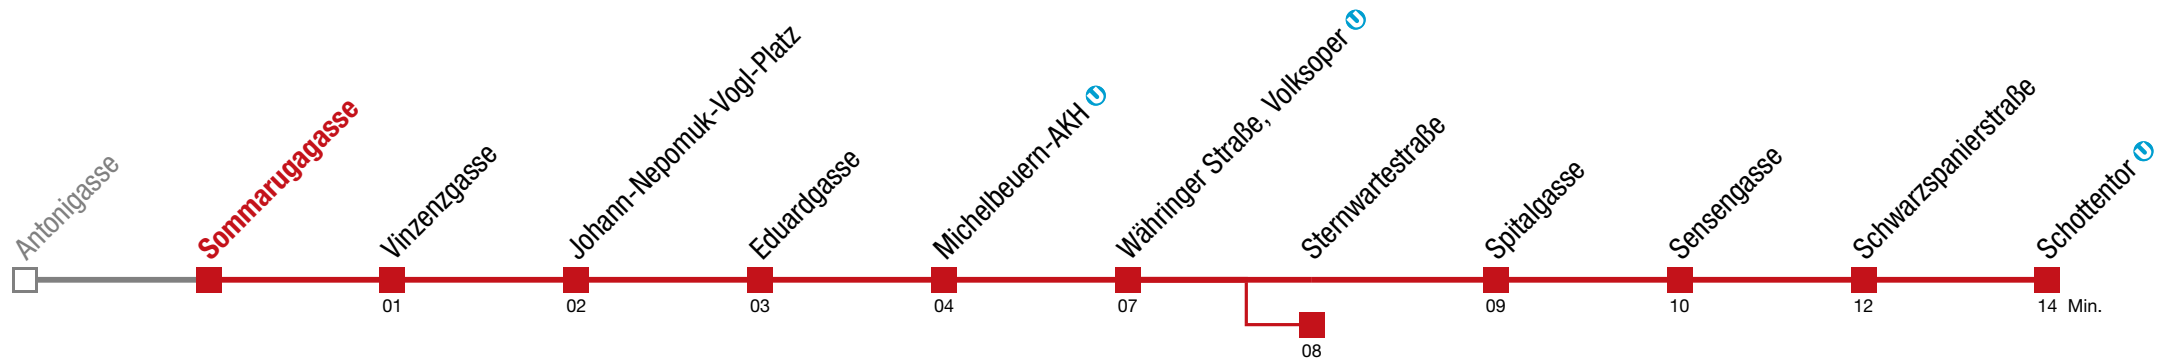 Antonigasse
Sommarugagasse
Vinzenzgasse
Johann-Nepomuk-Vogl-Platz
Eduardgasse
Michelbeuern-AKH U
Währinger Straße, Volksoper U
Sternwartestraße
Spitalgasse
Sensengasse
Schwarzspanierstraße
Schottentor U
01 02 03 04 07 09 10 12 14 Min.
08